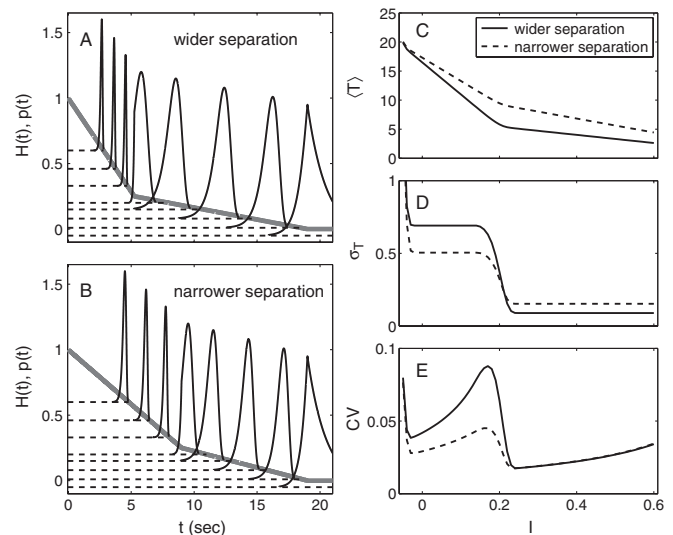 A
wider separation
H(t), p(t)
1.5
1
0.5
0
B
narrower separation
H(t), p(t)
1.5
1
0.5
0
0
5
10
15
20
t (sec)
C
wider separation
narrower separation
⟨T⟩
25
20
15
10
5
0
D
σT
1
0.5
0
E
CV
0.1
0.05
0
0
0.2
0.4
0.6
I